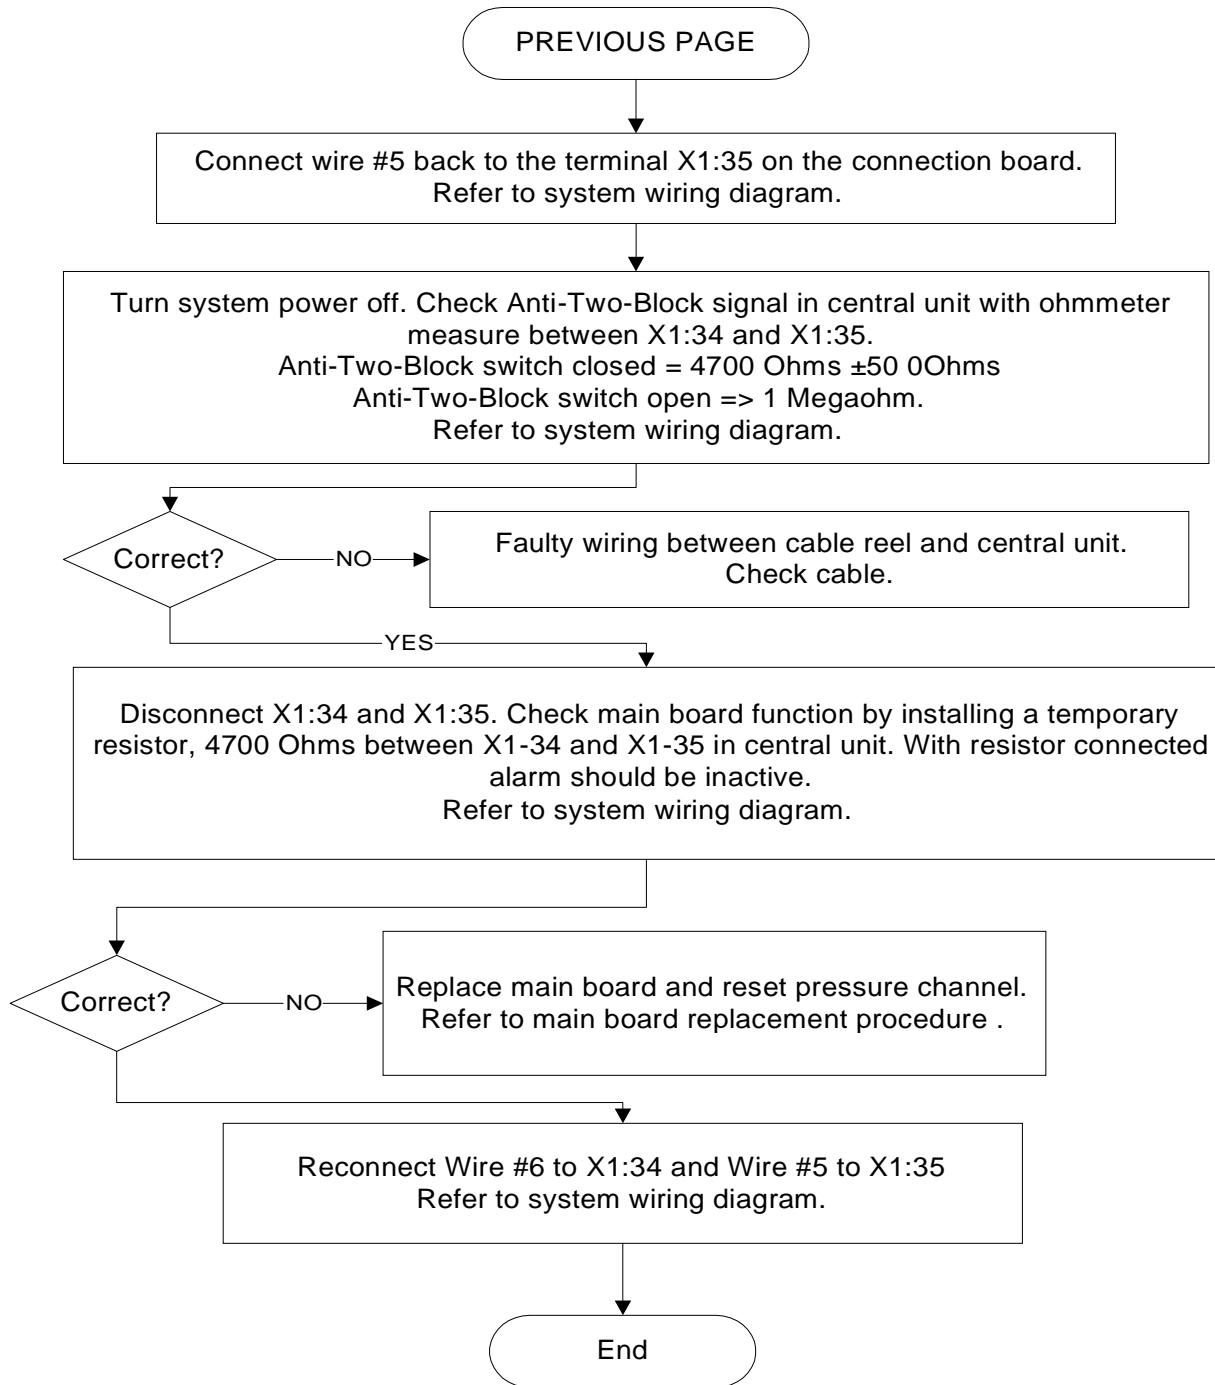 PREVIOUS PAGE
Connect wire #5 back to the terminal X1:35 on the connection board.
Refer to system wiring diagram.
Turn system power off. Check Anti-Two-Block signal in central unit with ohmmeter
measure between X1:34 and X1:35.
Anti-Two-Block switch closed = 4700 Ohms ±50 0Ohms
Anti-Two-Block switch open => 1 Megaohm.
Refer to system wiring diagram.
Correct?
NO
Faulty wiring between cable reel and central unit.
Check cable.
YES
Disconnect X1:34 and X1:35. Check main board function by installing a temporary
resistor, 4700 Ohms between X1-34 and X1-35 in central unit. With resistor connected
alarm should be inactive.
Refer to system wiring diagram.
Correct?
NO
Replace main board and reset pressure channel.
Refer to main board replacement procedure .
Reconnect Wire #6 to X1:34 and Wire #5 to X1:35
Refer to system wiring diagram.
End